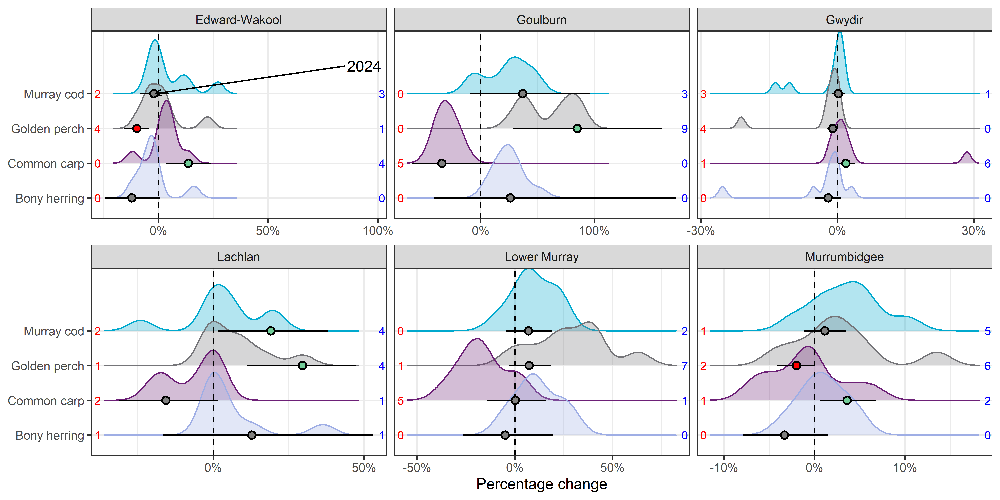 Edward-Wakool Goulburn Gwydir
2024
Murray cod 2 3 0 3 3 1
Golden perch 4 1 0 9 4 0
Common carp 0 4 5 0 1 6
Bony herring 0 0 0 0 0 0
0% 50% 100% 0% 100% -30% 0% 30%
Lachlan Lower Murray Murrumbidgee
Murray cod 2 4 0 2 1 5
Golden perch 1 4 1 7 2 6
Common carp 2 1 5 1 1 2
Bony herring 1 1 0 0 0 0
0% 50% -50% 0% 50% -10% 0% 10%
Percentage change